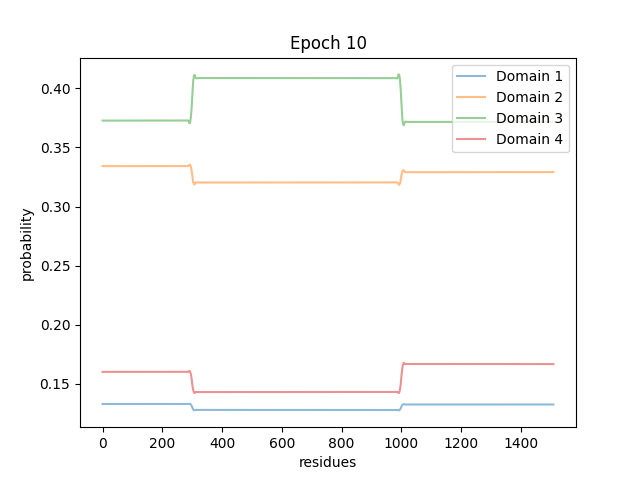 Epoch 10
probability
0.40
0.35
0.30
0.25
0.20
0.15
Domain 1
Domain 2
Domain 3
Domain 4
0 200 400 600 800 1000 1200 1400
residues